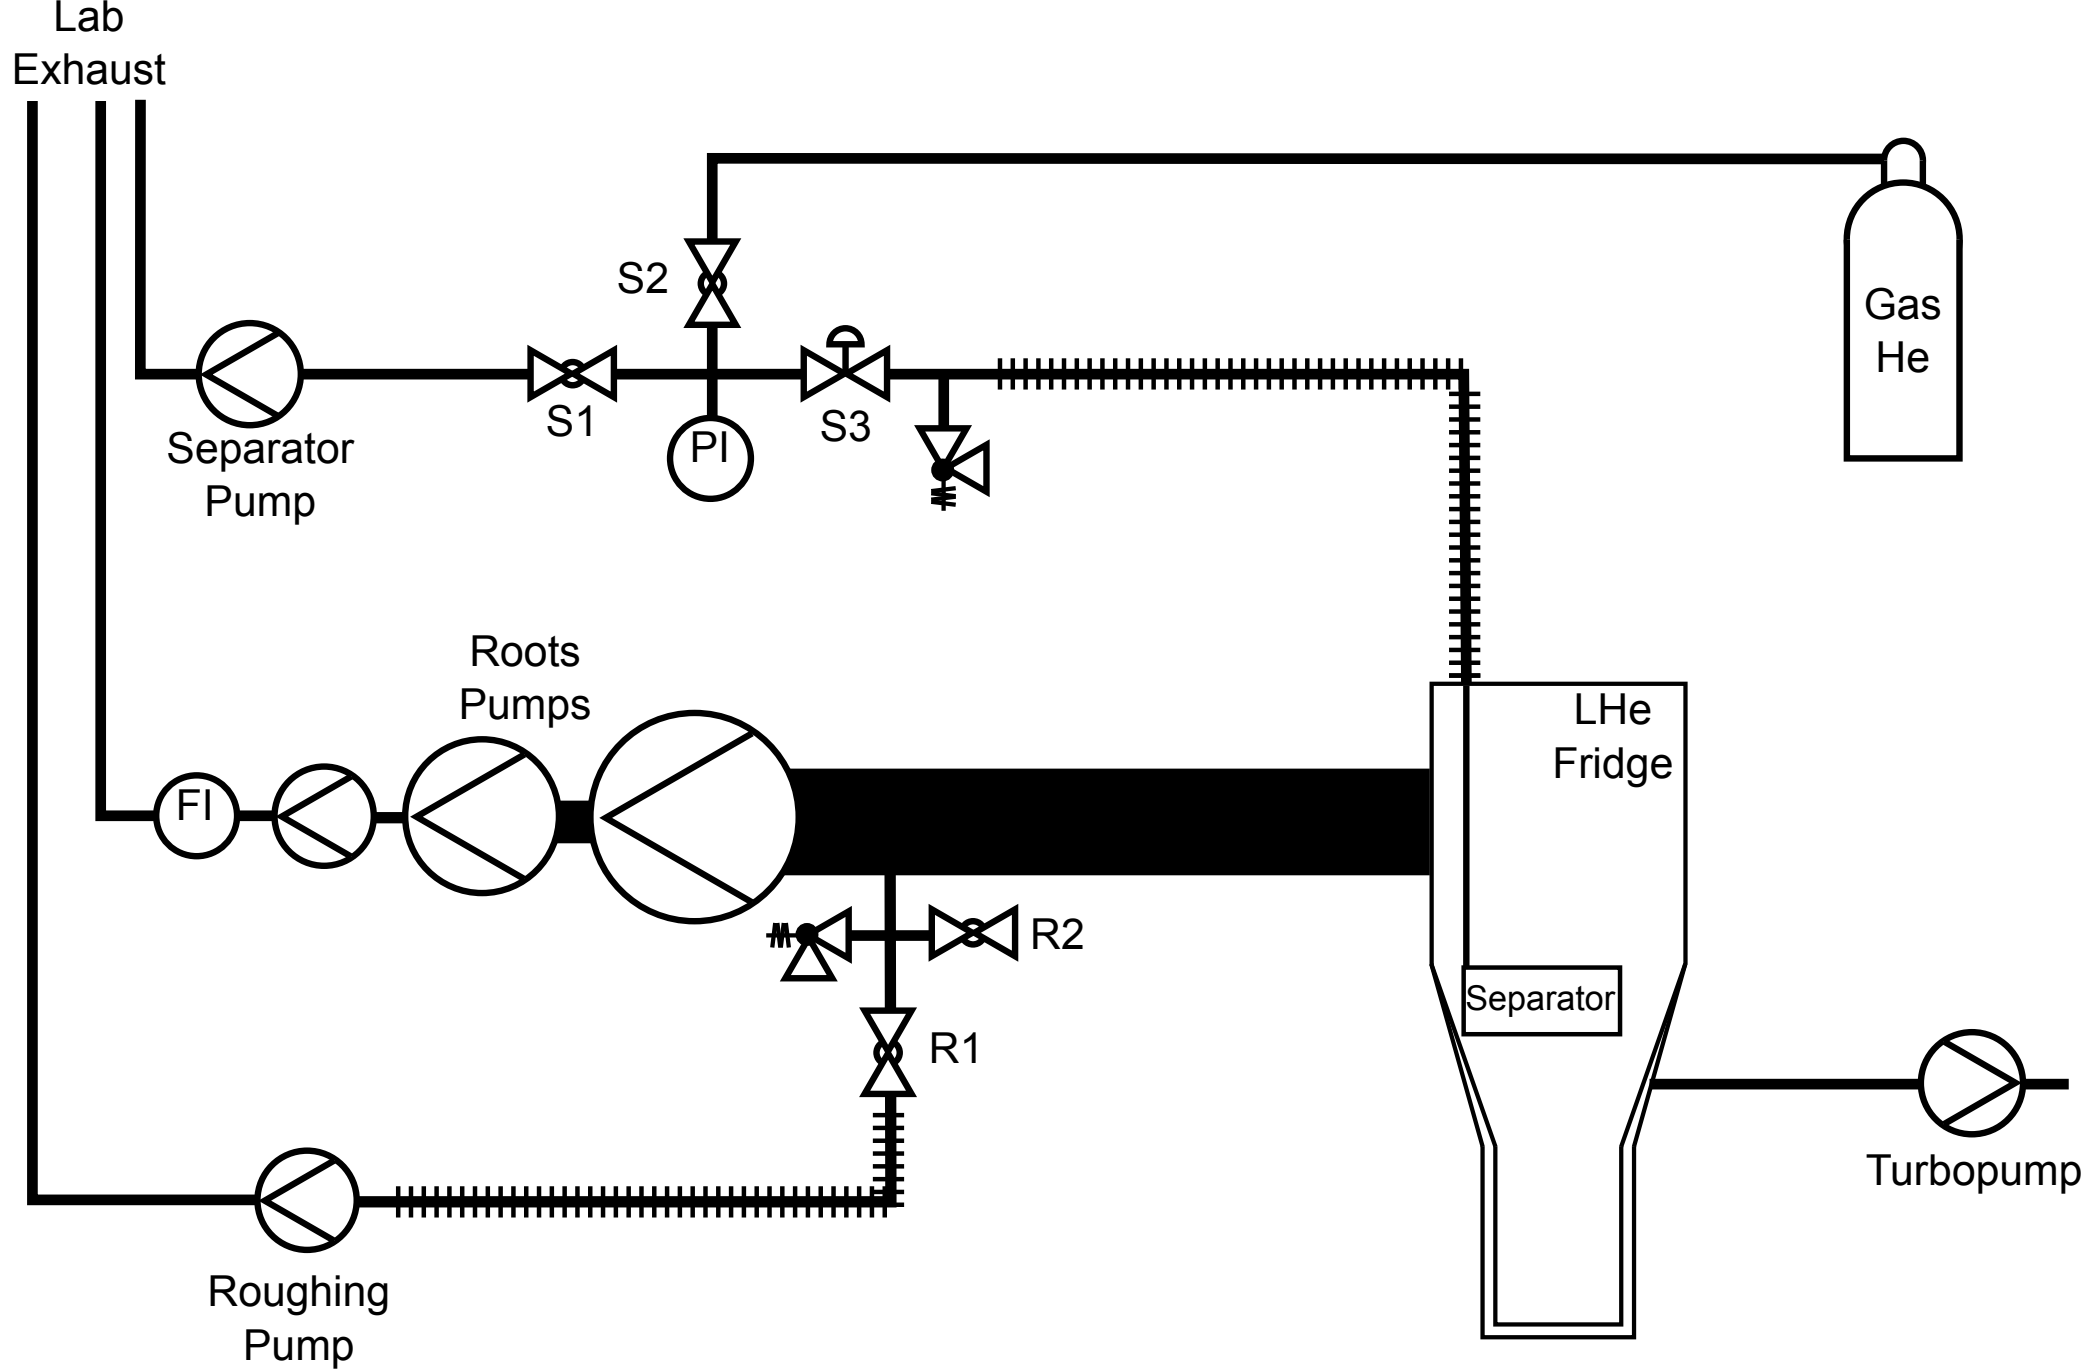 Lab
Exhaust
S2
Gas
He
S1
PI
S3
Separator
Pump
Roots
Pumps
LHe
Fridge
FI
R2
Separator
R1
Turbopump
Roughing
Pump